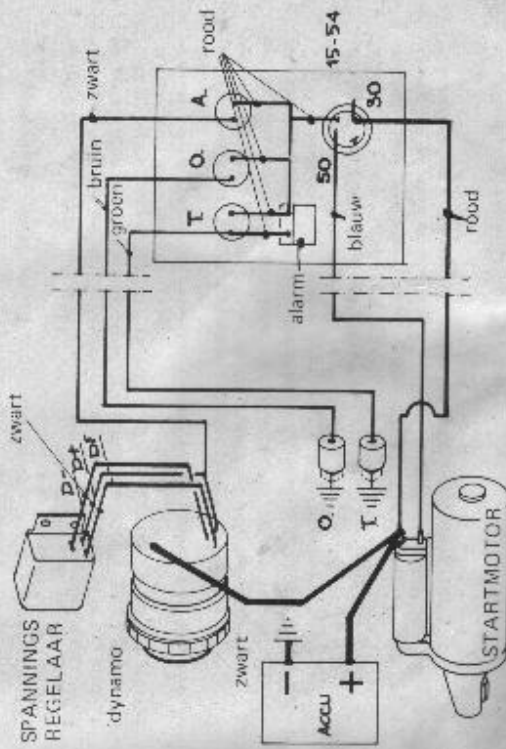 SPANNINGS
REGELAAR
zwart
D-
D+
DF
dynamo
zwart
ACCU
-
+
STARTMOTOR
O.
T.
zwart
bruin
groen
rood
T.
O.
A.
alarm
15-54
50
30
blauw
rood